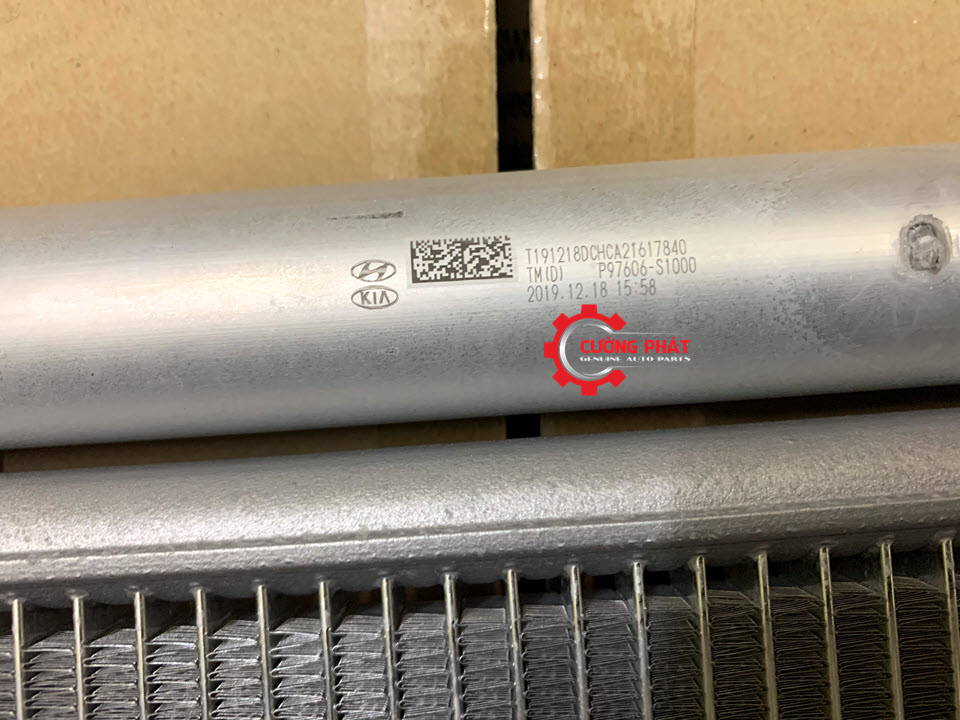 T191218DCHCA2T617840
TM(D) P97606-S1000
2019.12.18 15:58
KIA
CƯỜNG PHÁT
GENUINE AUTO PARTS